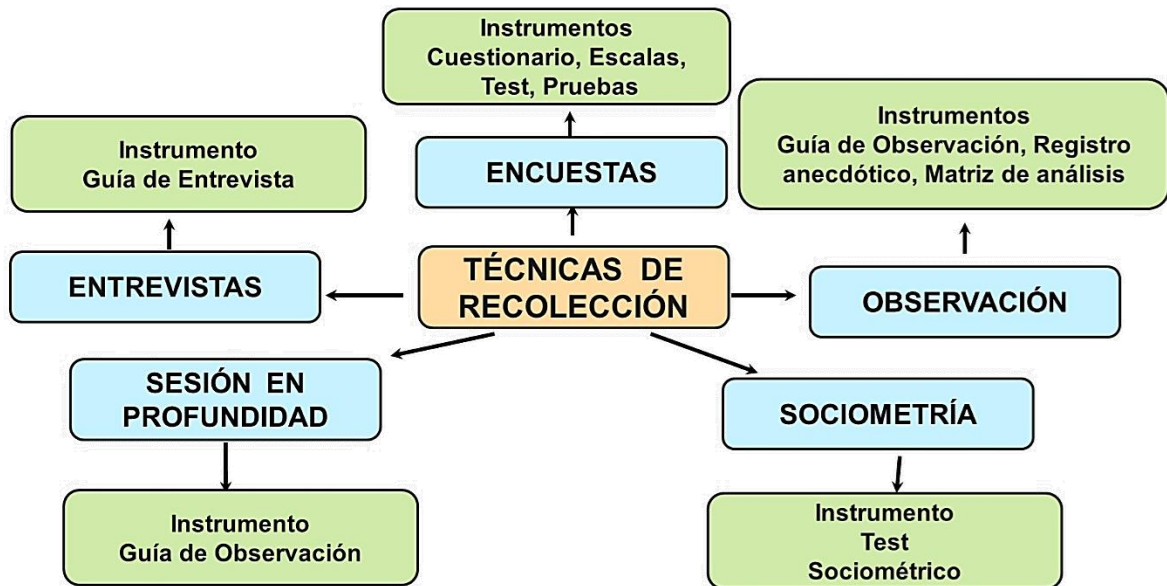 Instrumentos
Cuestionario, Escalas,
Test, Pruebas
Instrumentos
Guía de Observación, Registro
anecdótico, Matriz de análisis
Instrumento
Guía de Entrevista
ENCUESTAS
ENTREVISTAS
TÉCNICAS DE
RECOLECCIÓN
OBSERVACIÓN
SESIÓN EN
PROFUNDIDAD
SOCIOMETRÍA
Instrumento
Guía de Observación
Instrumento
Test
Sociométrico